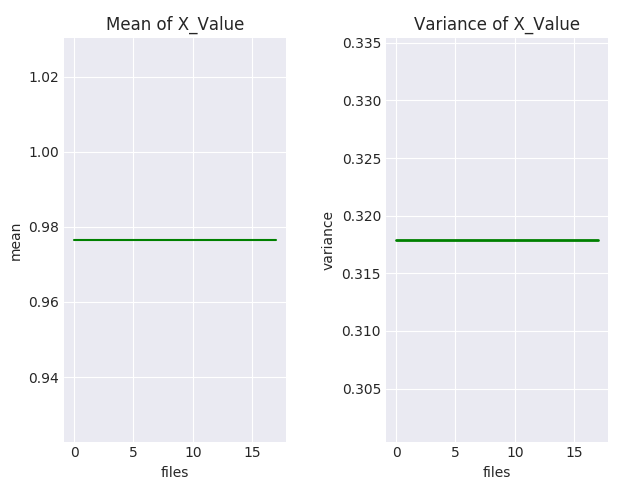 Mean of X_Value
1.02
1.00
0.98
0.96
0.94
mean
0 5 10 15
files
Variance of X_Value
0.335
0.330
0.325
0.320
0.315
0.310
0.305
variance
0 5 10 15
files